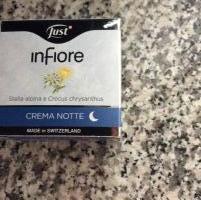 Just
inFiore
Stella alpina e Crocus chrysanthus
CREMA NOTTE
MADE IN SWITZERLAND